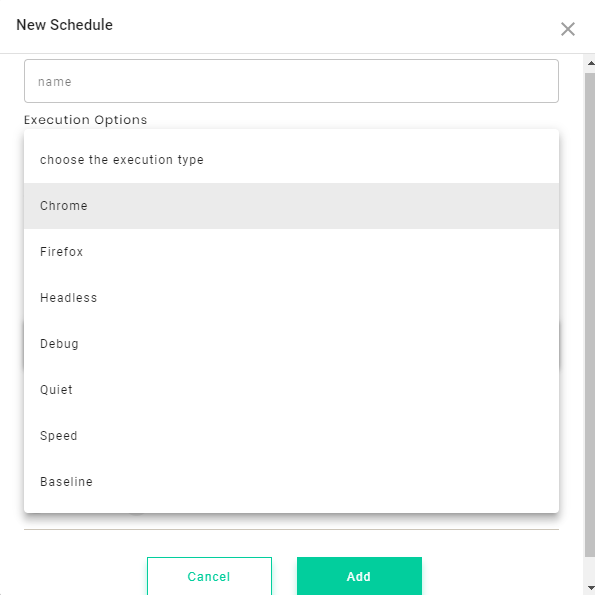 New Schedule
name
Execution Options
choose the execution type
Chrome
Firefox
Headless
Debug
Quiet
Speed
Baseline
Cancel
Add